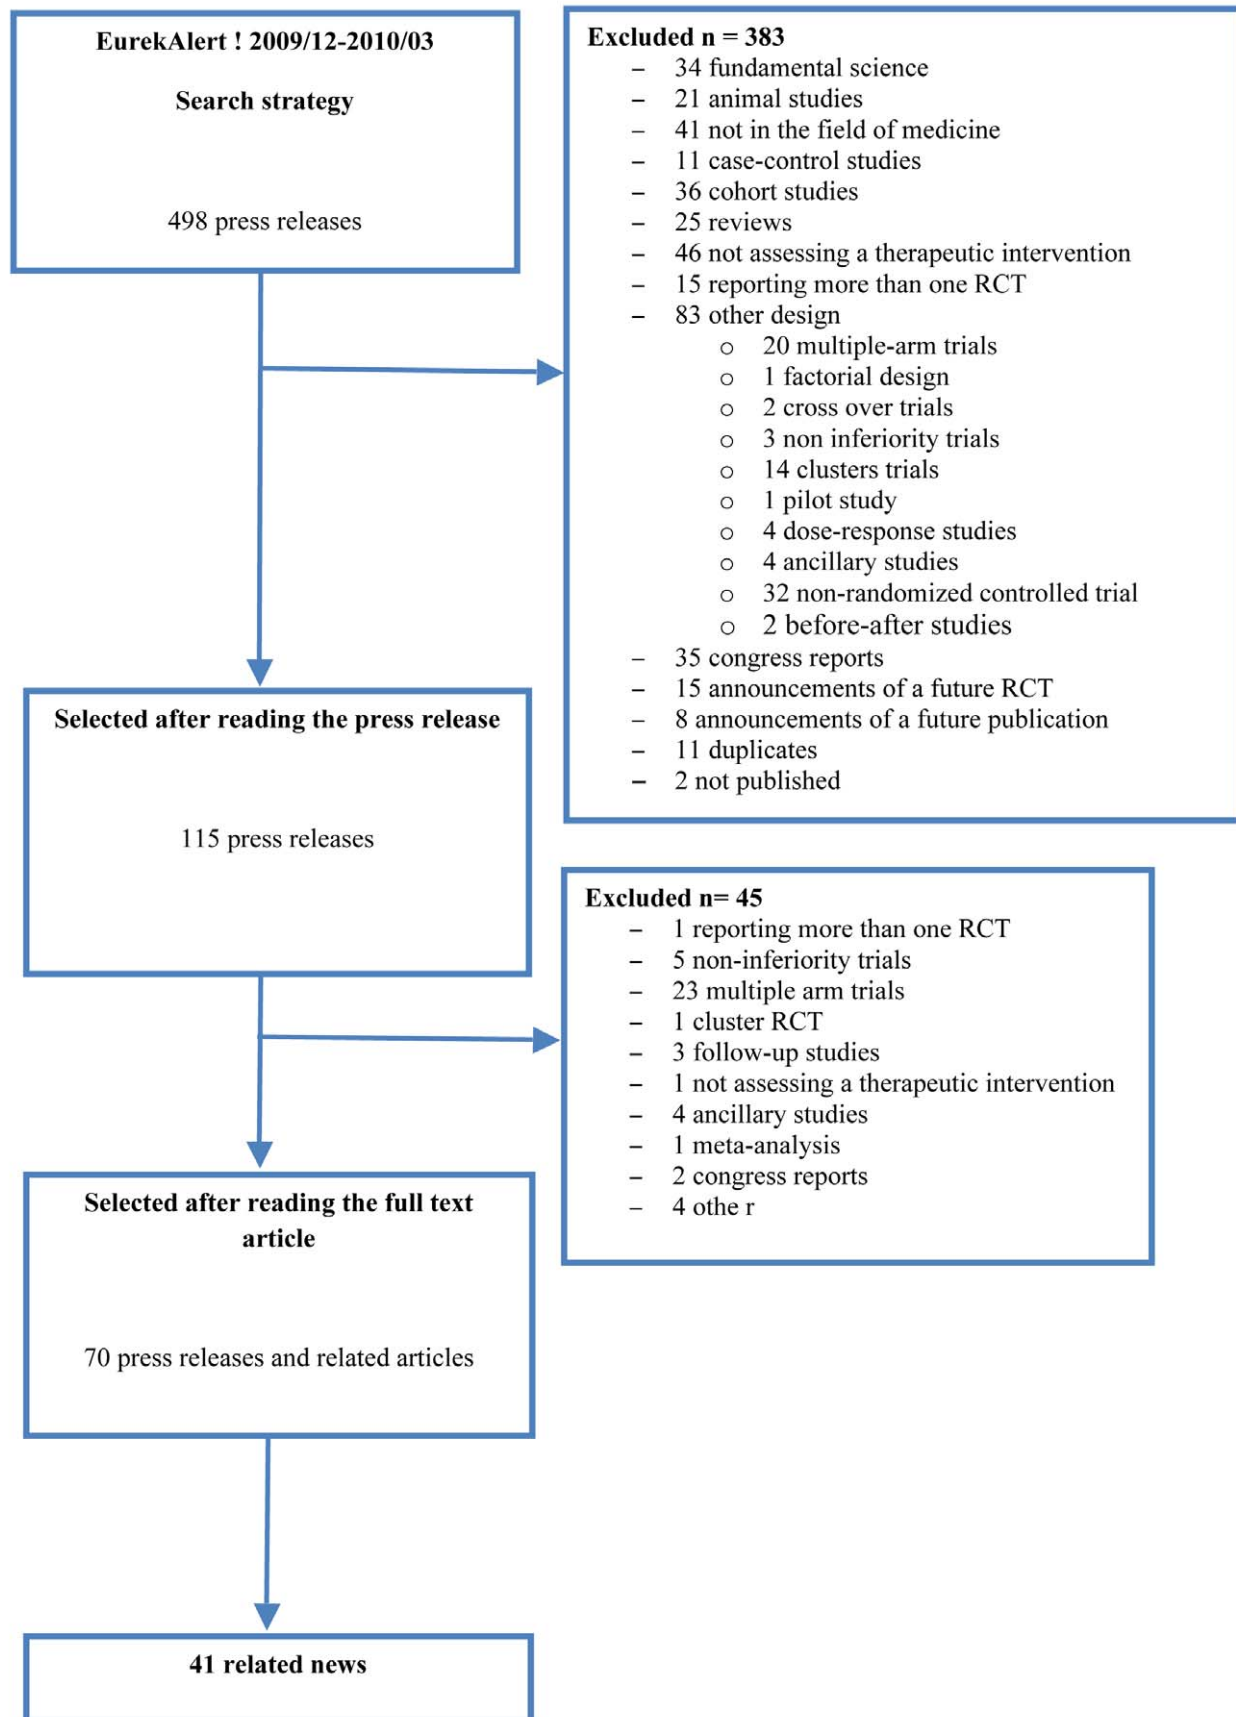 EurekAlert ! 2009/12-2010/03
Search strategy
498 press releases
Excluded n = 383
– 34 fundamental science
– 21 animal studies
– 41 not in the field of medicine
– 11 case-control studies
– 36 cohort studies
– 25 reviews
– 46 not assessing a therapeutic intervention
– 15 reporting more than one RCT
– 83 other design
o 20 multiple-arm trials
o 1 factorial design
o 2 cross over trials
o 3 non inferiority trials
o 14 clusters trials
o 1 pilot study
o 4 dose-response studies
o 4 ancillary studies
o 32 non-randomized controlled trial
o 2 before-after studies
– 35 congress reports
– 15 announcements of a future RCT
– 8 announcements of a future publication
– 11 duplicates
– 2 not published
Selected after reading the press release
115 press releases
Excluded n= 45
– 1 reporting more than one RCT
– 5 non-inferiority trials
– 23 multiple arm trials
– 1 cluster RCT
– 3 follow-up studies
– 1 not assessing a therapeutic intervention
– 4 ancillary studies
– 1 meta-analysis
– 2 congress reports
– 4 othe r
Selected after reading the full text
article
70 press releases and related articles
41 related news